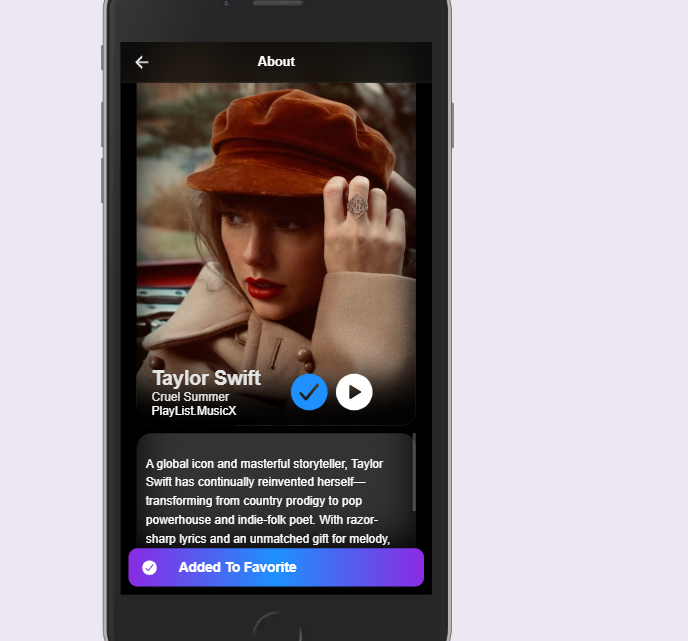 About
Taylor Swift
Cruel Summer
PlayList.MusicX
A global icon and masterful storyteller, Taylor
Swift has continually reinvented herself—
transforming from country prodigy to pop
powerhouse and indie-folk poet. With razor-
sharp lyrics and an unmatched gift for melody,
Added To Favorite